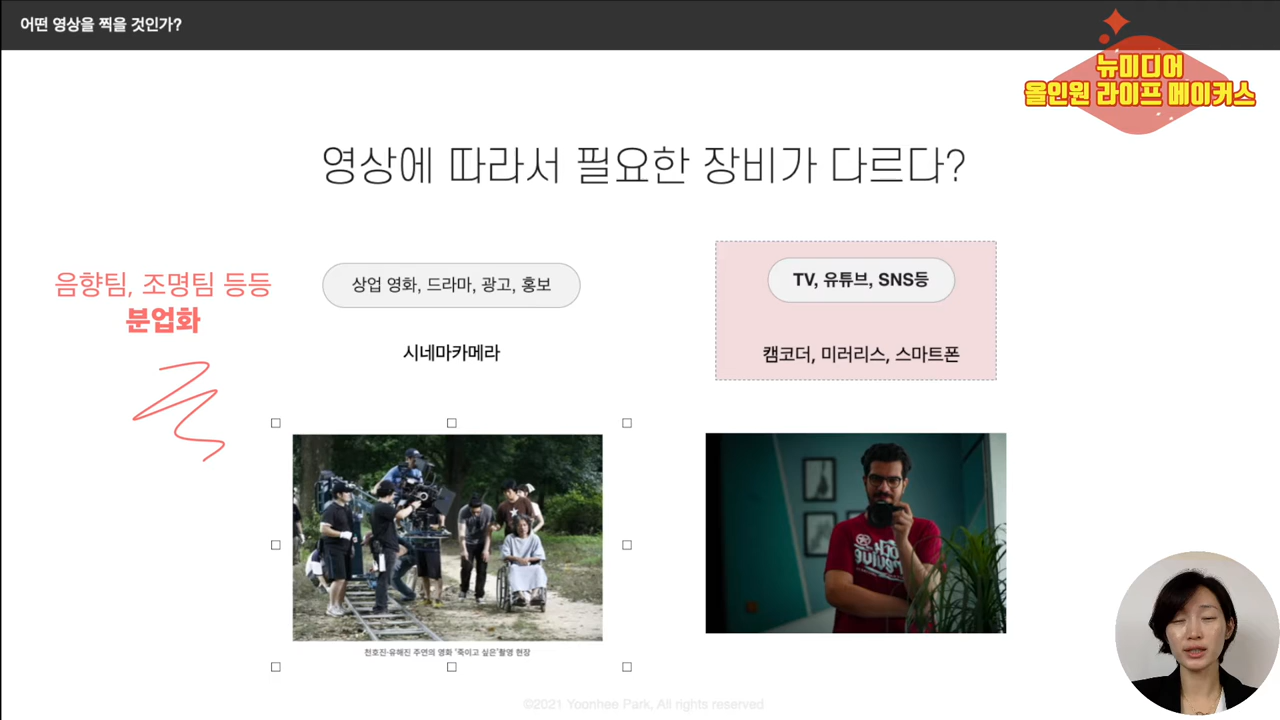 어떤 영상을 찍을 것인가?
뉴미디어
올인원 라이프 메이커스
영상에 따라서 필요한 장비가 다르다?
음향팀, 조명팀 등등
분업화
상업 영화, 드라마, 광고, 홍보
시네마카메라
TV, 유튜브, SNS등
캠코더, 미러리스, 스마트폰
천호진·유해진 주연의 영화 '죽이고 싶은' 촬영 현장
©2021 Yoonhee Park, All rights reserved